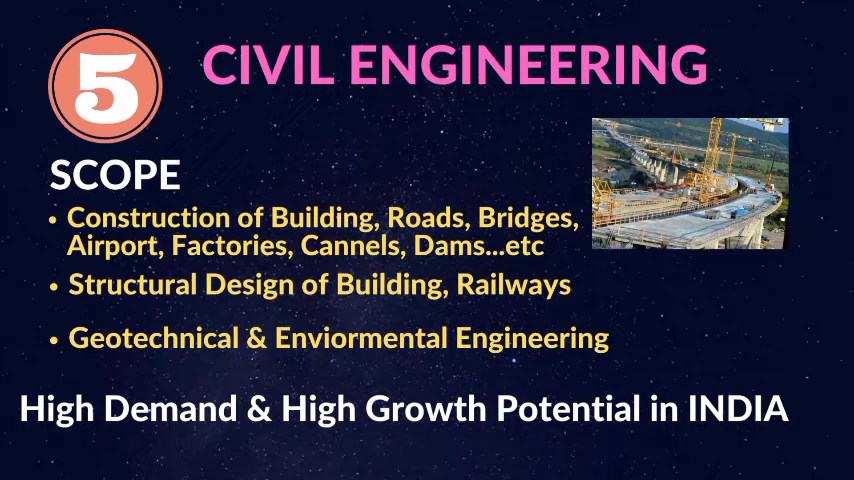 5
CIVIL ENGINEERING
SCOPE
• Construction of Building, Roads, Bridges,
Airport, Factories, Cannels, Dams...etc
• Structural Design of Building, Railways
• Geotechnical & Enviormental Engineering
High Demand & High Growth Potential in INDIA